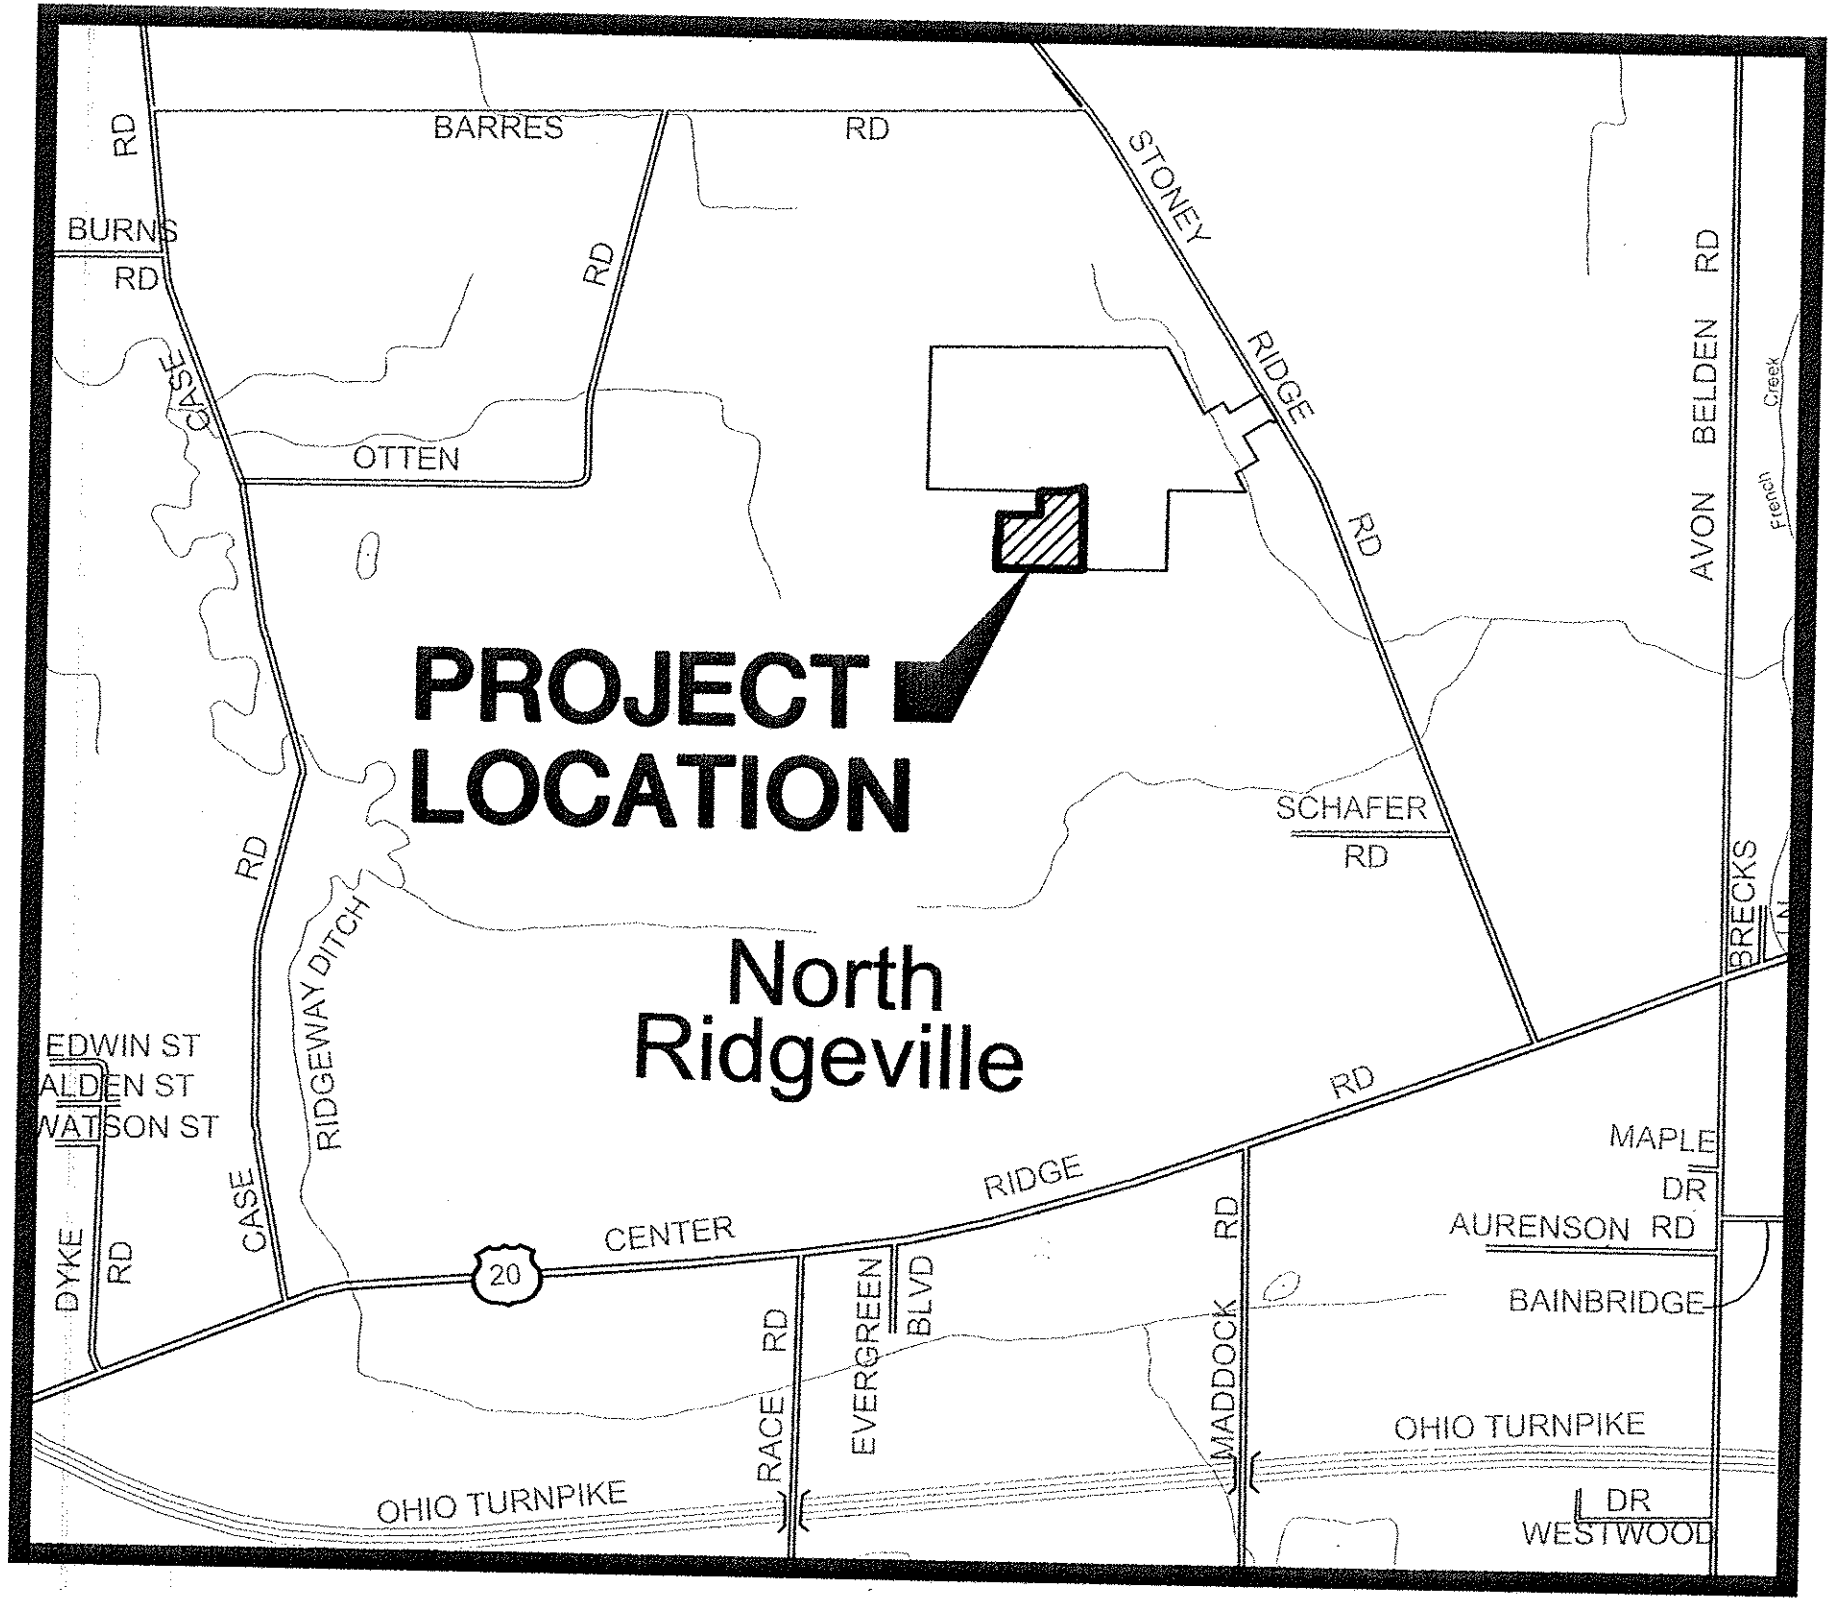 BARRES RD
RD
STONEY RIDGE RD
BURNS
RD
RD
AVON BELDEN RD
French Creek
CASE
CASE
OTTEN
PROJECT
LOCATION
SCHAFER
RD
RD
BRECKS
LN
RIDGEWAY DITCH
North
Ridgeville
EDWIN ST
ALDEN ST
WATSON ST
DYKE RD
CASE
20
CENTER RIDGE RD
MAPLE
DR
AURENSON RD
BAINBRIDGE
RACE RD
EVERGREEN
BLVD
MADDOCK RD
OHIO TURNPIKE
OHIO TURNPIKE
DR
WESTWOOD